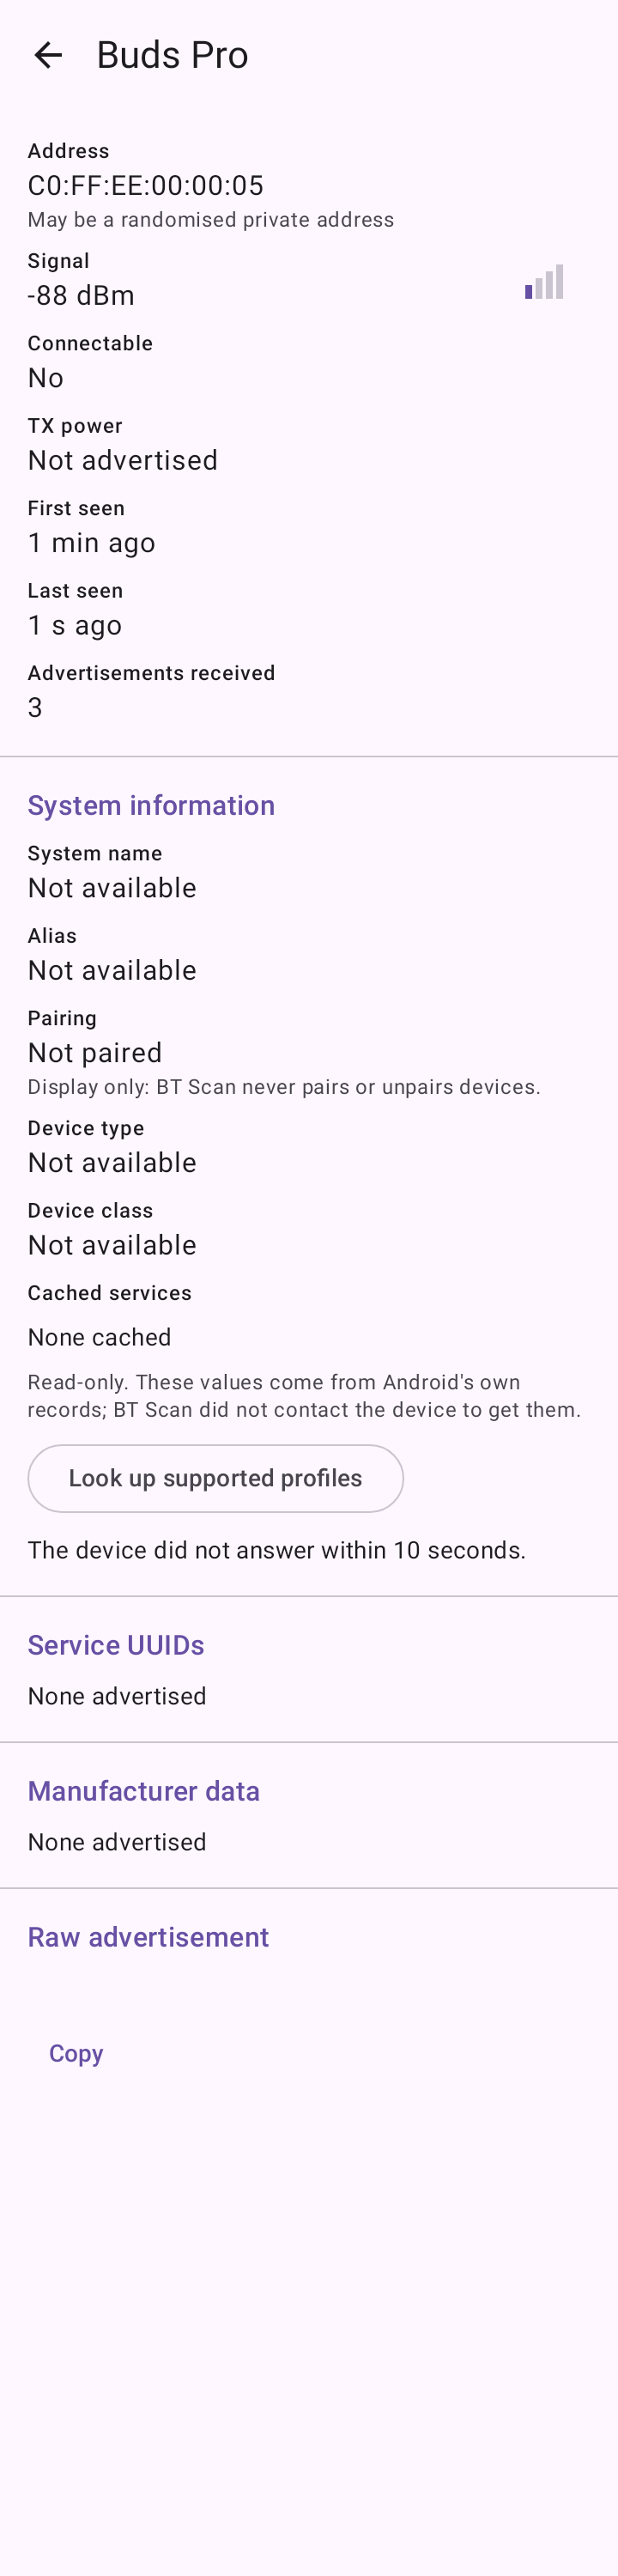 Buds Pro
Address
C0:FF:EE:00:00:05
May be a randomised private address
Signal
-88 dBm
Connectable
No
TX power
Not advertised
First seen
1 min ago
Last seen
1 s ago
Advertisements received
3
System information
System name
Not available
Alias
Not available
Pairing
Not paired
Display only: BT Scan never pairs or unpairs devices.
Device type
Not available
Device class
Not available
Cached services
None cached
Read-only. These values come from Android's own
records; BT Scan did not contact the device to get them.
Look up supported profiles
The device did not answer within 10 seconds.
Service UUIDs
None advertised
Manufacturer data
None advertised
Raw advertisement
Copy